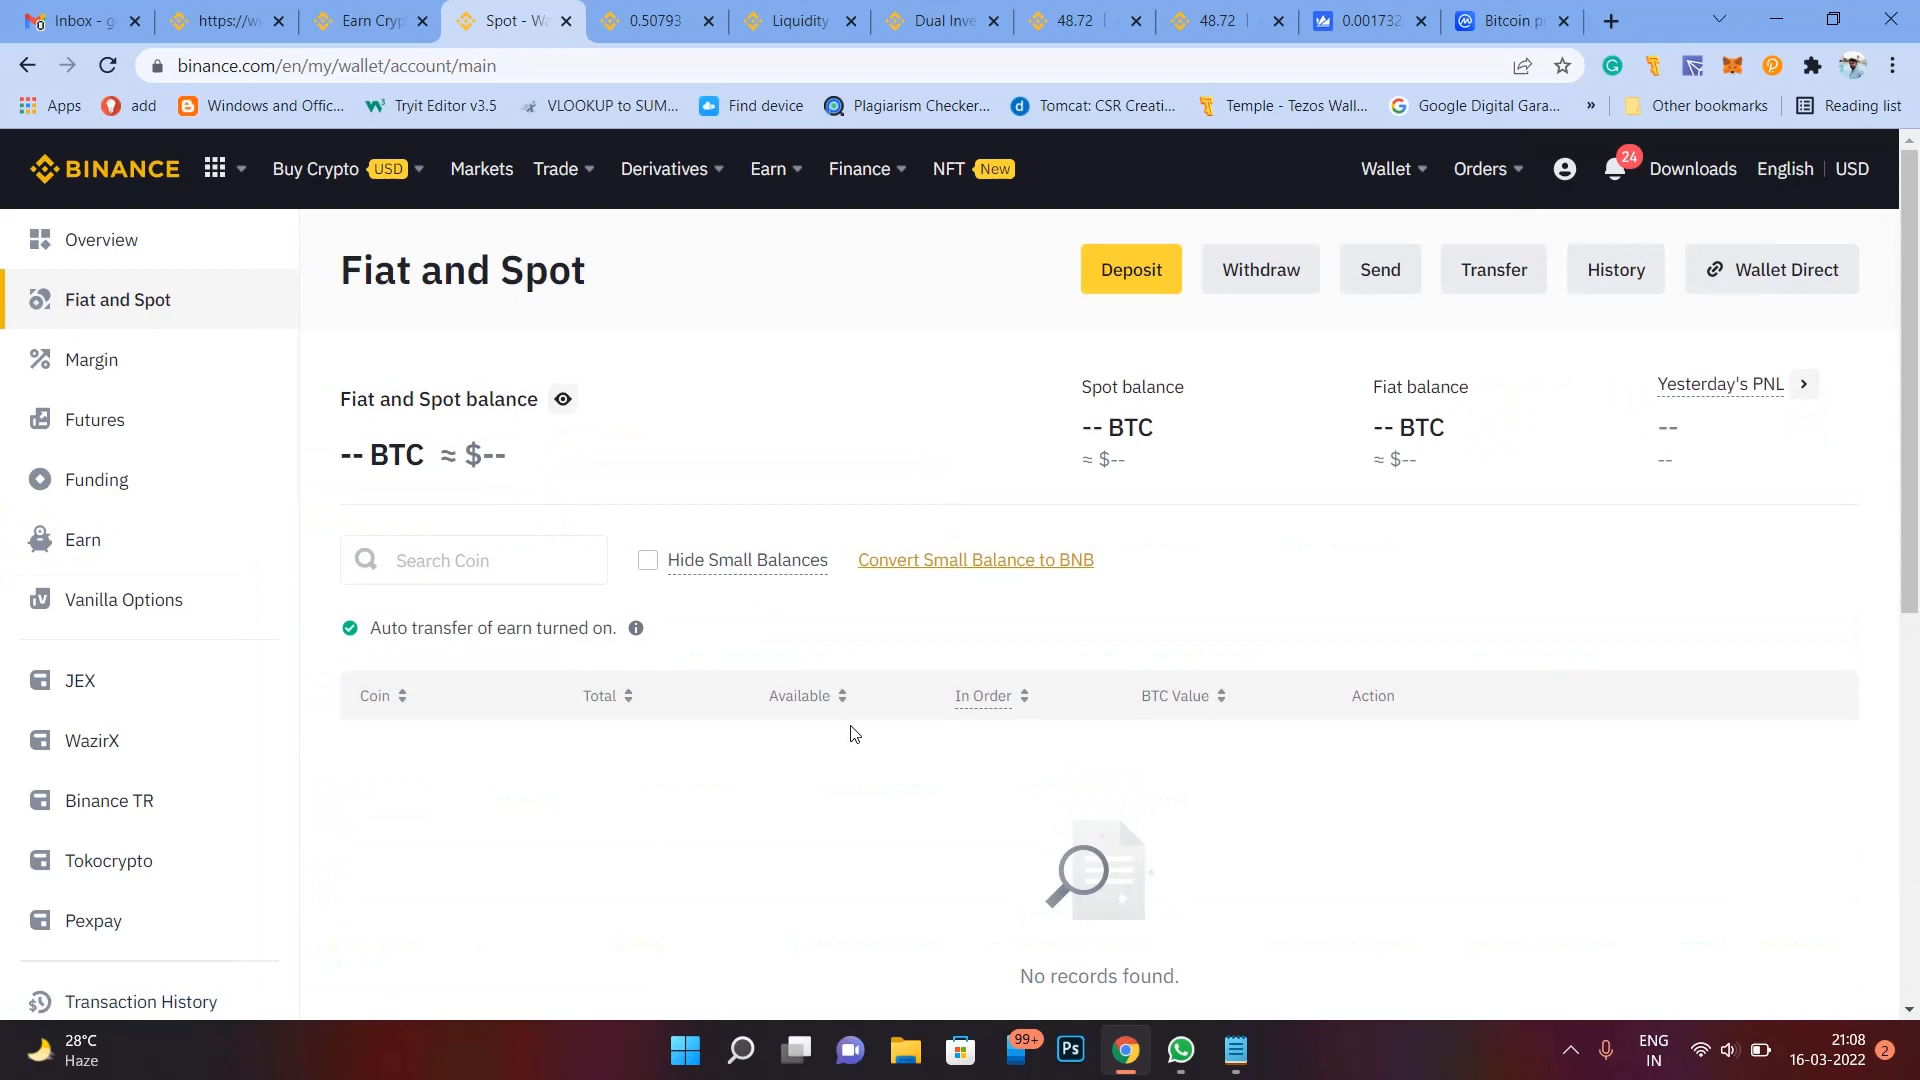 Inbox - g
https://w
Earn Cryp
Spot - Wa
0.50793
Liquidity
Dual Inve
48.72
48.72
0.001732
Bitcoin p
binance.com/en/my/wallet/account/main
Apps
add
Windows and Offic...
Tryit Editor v3.5
VLOOKUP to SUM...
Find device
Plagiarism Checker...
Tomcat: CSR Creati...
Temple - Tezos Wall...
Google Digital Gara...
»
Other bookmarks
Reading list
BINANCE
Buy Crypto USD
Markets
Trade
Derivatives
Earn
Finance
NFT New
Wallet
Orders
24
Downloads
English
USD
Overview
Fiat and Spot
Margin
Futures
Funding
Earn
Vanilla Options
JEX
WazirX
Binance TR
Tokocrypto
Pexpay
Transaction History
Fiat and Spot
Deposit
Withdraw
Send
Transfer
History
Wallet Direct
Fiat and Spot balance
-- BTC ≈ $--
Spot balance
-- BTC
≈ $--
Fiat balance
-- BTC
≈ $--
Yesterday's PNL
--
--
Search Coin
Hide Small Balances
Convert Small Balance to BNB
Auto transfer of earn turned on.
Coin
Total
Available
In Order
BTC Value
Action
No records found.
28°C
Haze
99+
Ps
ENG
IN
21:08
16-03-2022
2